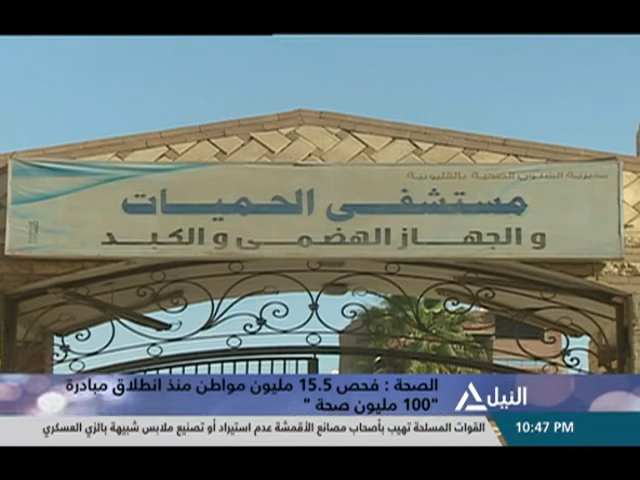 مديرية الشئون الصحية بالقليوبية
مستشفى الحميات
و الجهاز الهضمى و الكبد
الصحة : فحص 15.5 مليون مواطن منذ انطلاق مبادرة
"100 مليون صحة "
النيل
القوات المسلحة تهيب بأصحاب مصانع الأقمشة عدم استيراد أو تصنيع ملابس شبيهة بالزي العسكري
10:47 PM